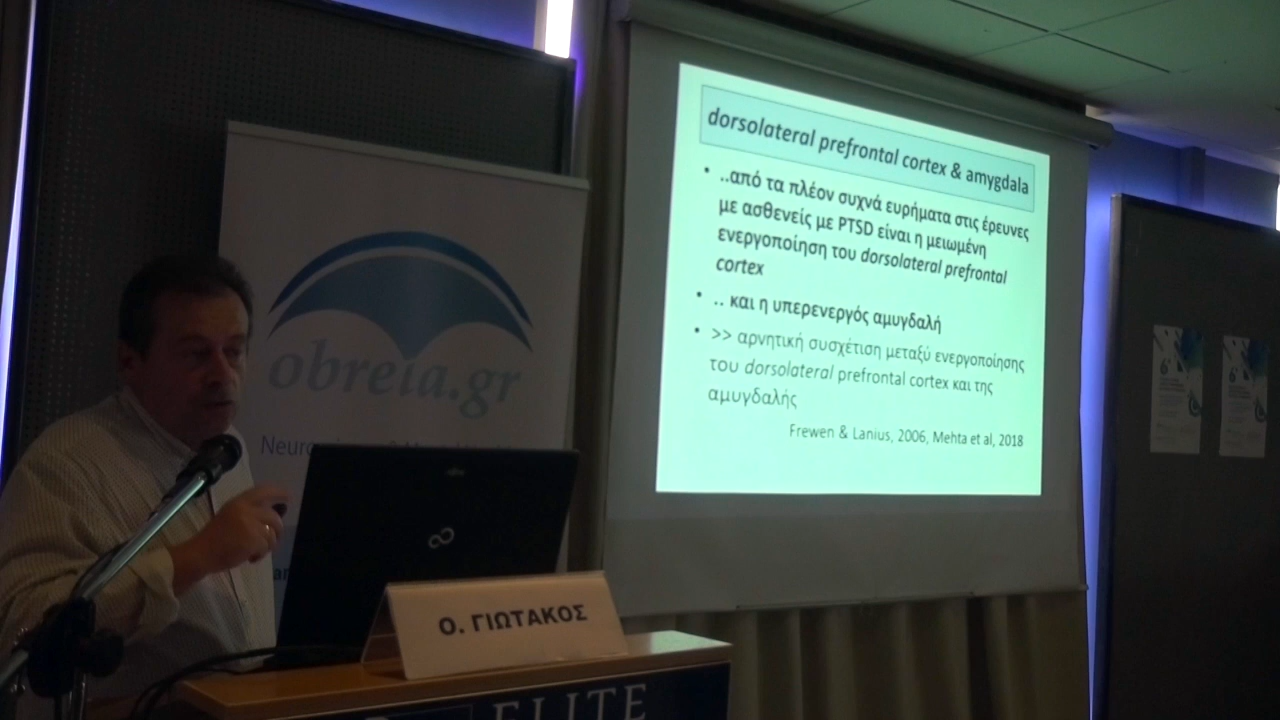 dorsolateral prefrontal cortex & amygdala
• ..από τα πλέον συχνά ευρήματα στις έρευνες
με ασθενείς με PTSD είναι η μειωμένη
ενεργοποίηση του dorsolateral prefrontal
cortex
• .. και η υπερενεργός αμυγδαλή
• >> αρνητική συσχέτιση μεταξύ ενεργοποίησης
του dorsolateral prefrontal cortex και της
αμυγδαλής
Frewen & Lanius, 2006, Mehta et al, 2018
obreia.gr
Ο. ΓΙΩΤΑΚΟΣ
ELITE